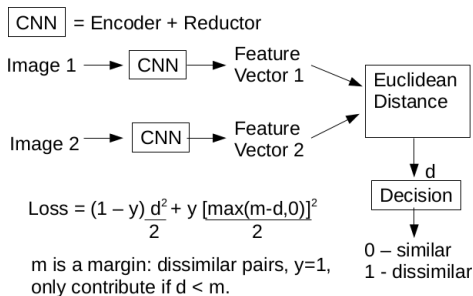 CNN = Encoder + Reductor
Image 1
CNN
Feature
Vector 1
Euclidean
Distance
Image 2
CNN
Feature
Vector 2
d
Decision
0 – similar
1 - dissimilar
Loss = (1 – y) d² + y [max(m-d,0)]²
2 2
m is a margin: dissimilar pairs, y=1,
only contribute if d < m.